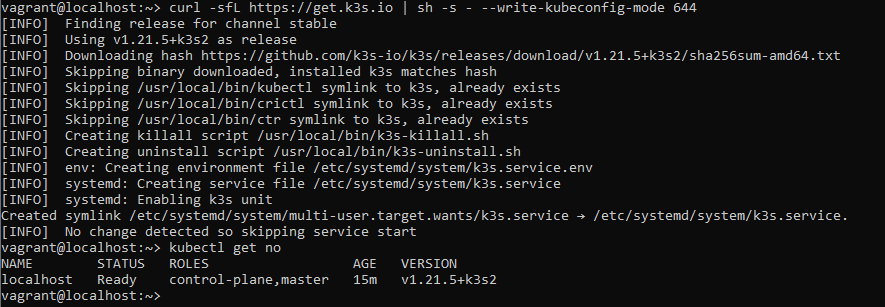 vagrant@localhost:~> curl -sfL https://get.k3s.io | sh -s - --write-kubeconfig-mode 644
[INFO]  Finding release for channel stable
[INFO]  Using v1.21.5+k3s2 as release
[INFO]  Downloading hash https://github.com/k3s-io/k3s/releases/download/v1.21.5+k3s2/sha256sum-amd64.txt
[INFO]  Skipping binary downloaded, installed k3s matches hash
[INFO]  Skipping /usr/local/bin/kubectl symlink to k3s, already exists
[INFO]  Skipping /usr/local/bin/crictl symlink to k3s, already exists
[INFO]  Skipping /usr/local/bin/ctr symlink to k3s, already exists
[INFO]  Creating killall script /usr/local/bin/k3s-killall.sh
[INFO]  Creating uninstall script /usr/local/bin/k3s-uninstall.sh
[INFO]  env: Creating environment file /etc/systemd/system/k3s.service.env
[INFO]  systemd: Creating service file /etc/systemd/system/k3s.service
[INFO]  systemd: Enabling k3s unit
Created symlink /etc/systemd/system/multi-user.target.wants/k3s.service → /etc/systemd/system/k3s.service.
[INFO]  No change detected so skipping service start
vagrant@localhost:~> kubectl get no
NAME        STATUS   ROLES                  AGE   VERSION
localhost   Ready    control-plane,master   15m   v1.21.5+k3s2
vagrant@localhost:~>